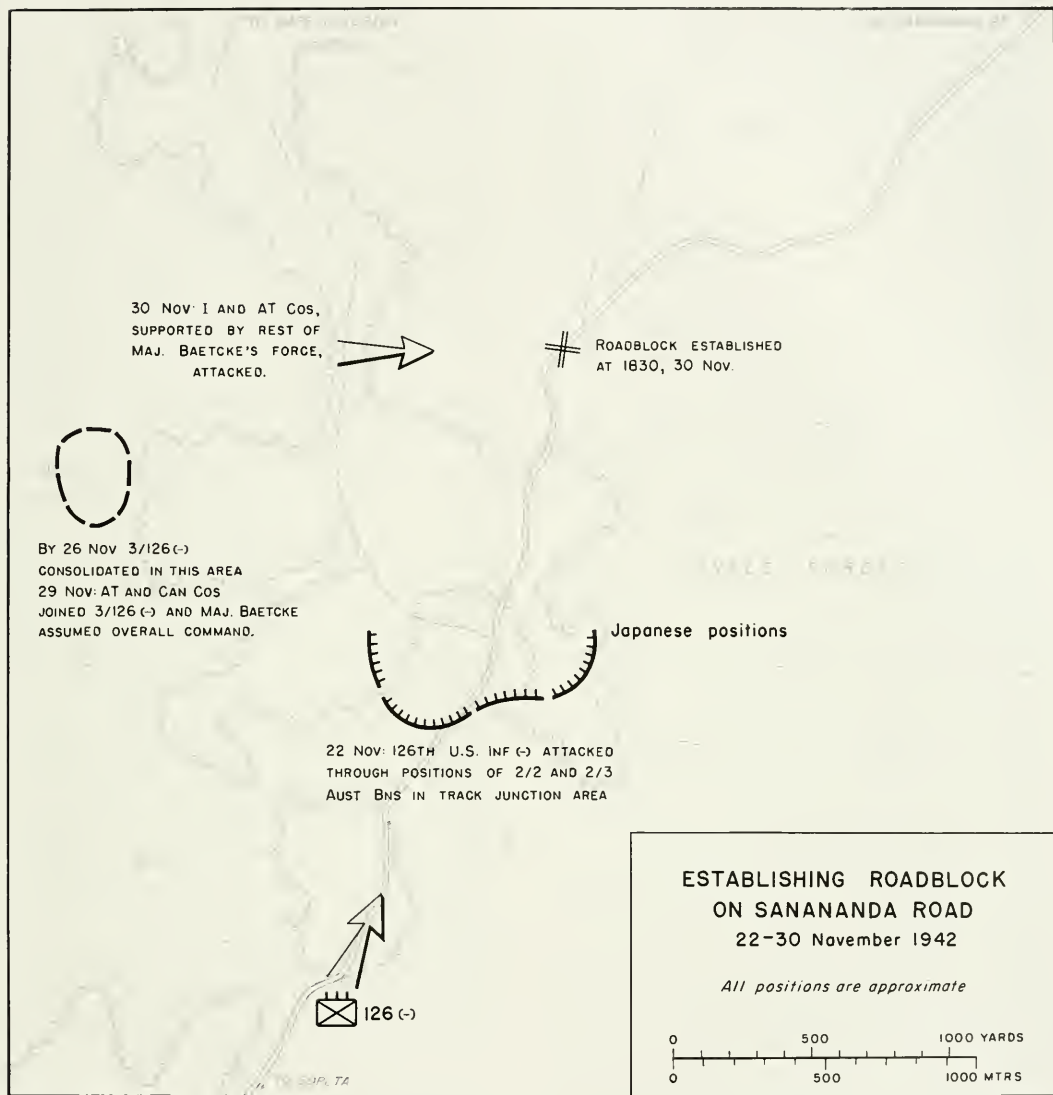 30 NOV: I AND AT COS,
SUPPORTED BY REST OF
MAJ. BAETCKE'S FORCE,
ATTACKED.
ROADBLOCK ESTABLISHED
AT 1830, 30 NOV.
BY 26 NOV 3/126(-)
CONSOLIDATED IN THIS AREA
29 NOV: AT AND CAN COS
JOINED 3/126(-) AND MAJ. BAETCKE
ASSUMED OVERALL COMMAND.
Japanese positions
22 NOV: 126TH U.S. INF (-) ATTACKED
THROUGH POSITIONS OF 2/2 AND 2/3
AUST BNS IN TRACK JUNCTION AREA
126 (-)
TO SOPUTA
ESTABLISHING ROADBLOCK
ON SANANANDA ROAD
22-30 November 1942
All positions are approximate
0 500 1000 YARDS
0 500 1000 MTRS